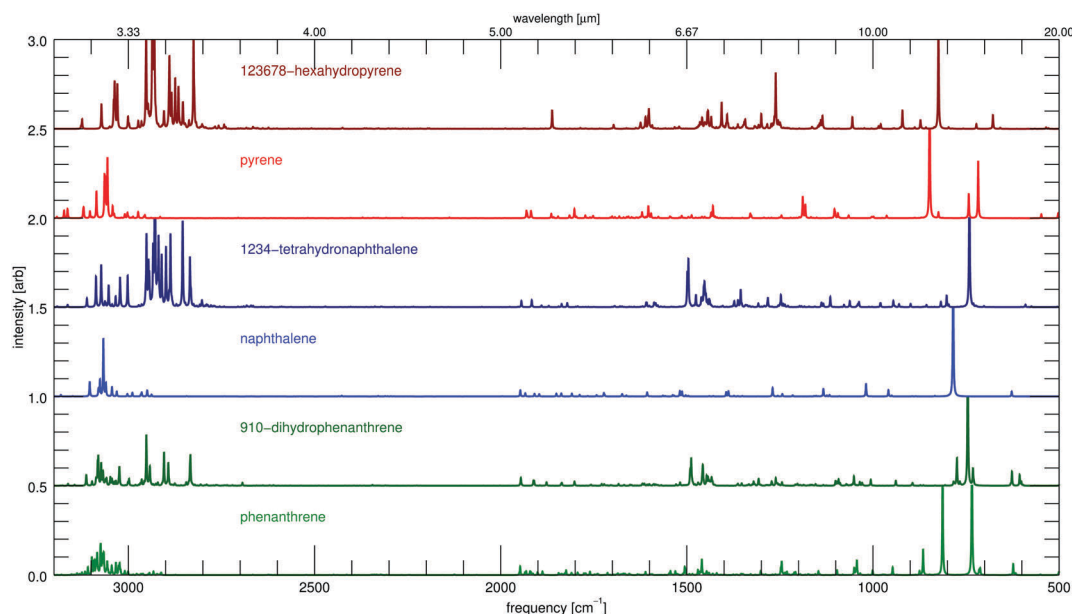 wavelength [μm]
3.33 4.00 5.00 6.67 10.00 20.00
3.0
123678−hexahydropyrene
2.5
pyrene
2.0
1234−tetrahydronaphthalene
1.5
naphthalene
1.0
910−dihydrophenanthrene
0.5
phenanthrene
0.0
intensity [arb]
3000 2500 2000 1500 1000 500
frequency [cm⁻¹]